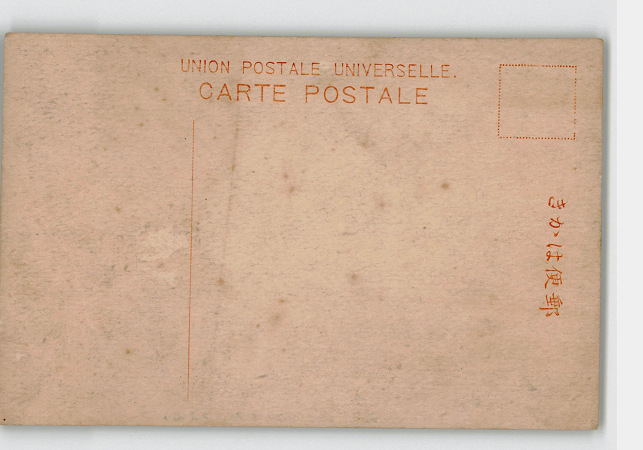 UNION POSTALE UNIVERSELLE.
CARTE POSTALE
郵便はかき